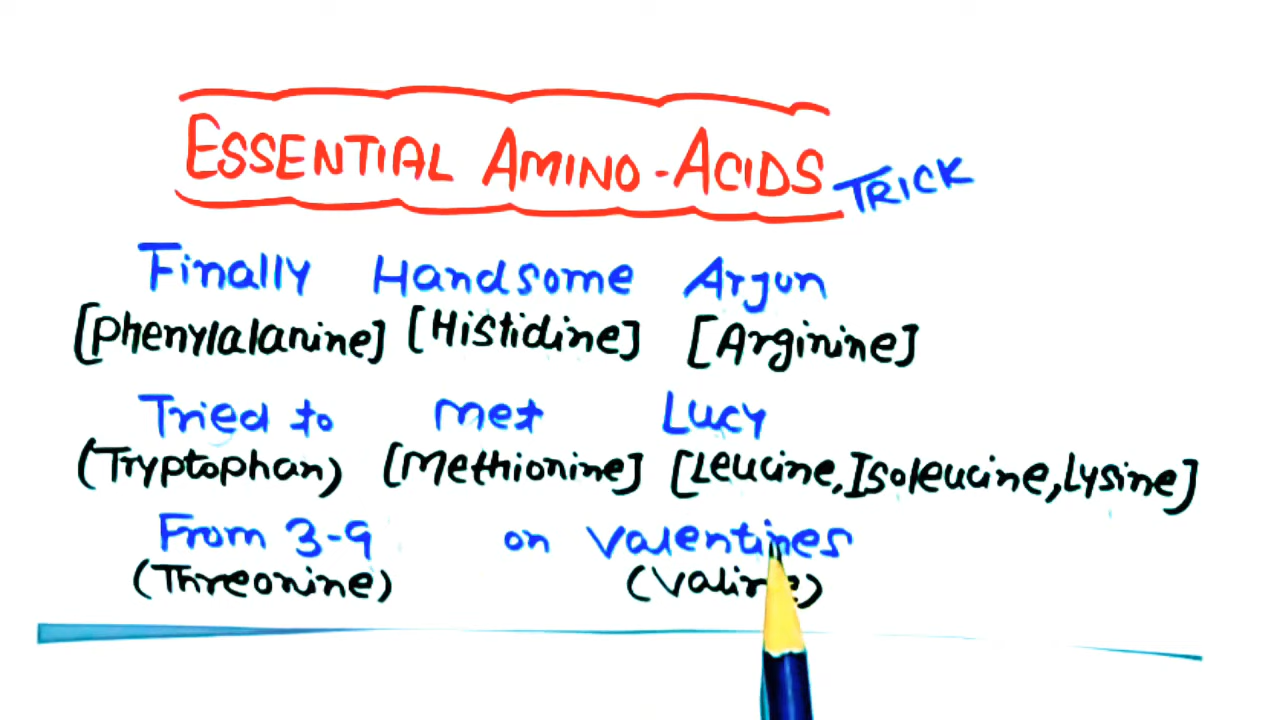 ESSENTIAL AMINO-ACIDS TRICK
Finally Handsome Arjun
[Phenylalanine] [Histidine] [Arginine]
Tried to Met Lucy
(Tryptophan) [Methionine] [Leucine, Isoleucine, Lysine]
From 3-9 on Valentines
(Threonine) (Valine)